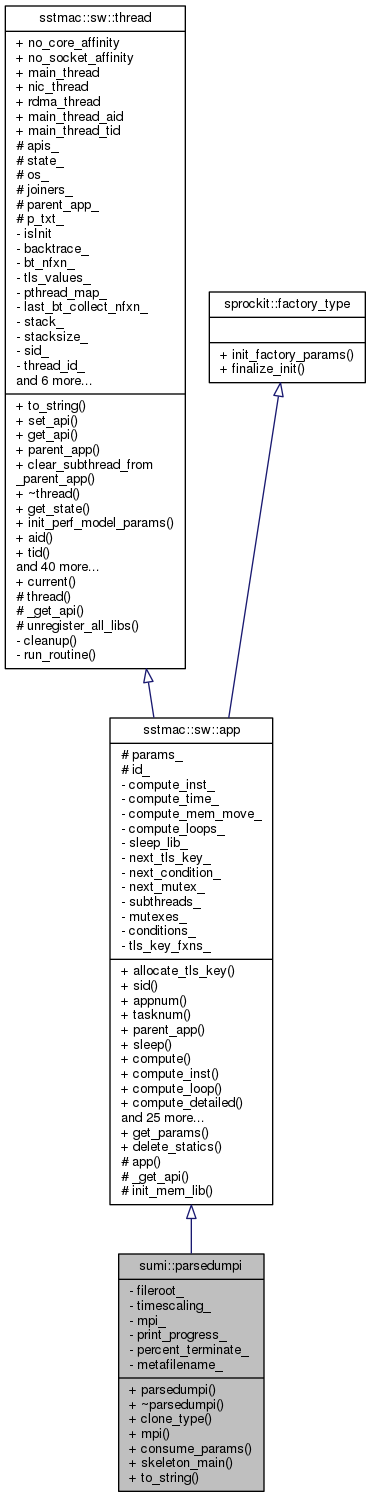 sstmac::sw::thread
+ no_core_affinity
+ no_socket_affinity
+ main_thread
+ nic_thread
+ rdma_thread
+ main_thread_aid
+ main_thread_tid
# apis_
# state_
# os_
# joiners_
# parent_app_
# p_txt_
- isInit
- backtrace_
- bt_nfxn_
- tls_values_
- pthread_map_
- last_bt_collect_nfxn_
- stack_
- stacksize_
- sid_
- thread_id_
and 6 more...
+ to_string()
+ set_api()
+ get_api()
+ parent_app()
+ clear_subthread_from
_parent_app()
+ ~thread()
+ get_state()
+ init_perf_model_params()
+ aid()
+ tid()
and 40 more...
+ current()
# thread()
# _get_api()
# unregister_all_libs()
- cleanup()
- run_routine()
sprockit::factory_type
+ init_factory_params()
+ finalize_init()
sstmac::sw::app
# params_
# id_
- compute_inst_
- compute_time_
- compute_mem_move_
- compute_loops_
- sleep_lib_
- next_tls_key_
- next_condition_
- next_mutex_
- subthreads_
- mutexes_
- conditions_
- tls_key_fxns_
+ allocate_tls_key()
+ sid()
+ appnum()
+ tasknum()
+ parent_app()
+ sleep()
+ compute()
+ compute_inst()
+ compute_loop()
+ compute_detailed()
and 25 more...
+ get_params()
+ delete_statics()
# app()
# _get_api()
# init_mem_lib()
sumi::parsedumpi
- fileroot_
- timescaling_
- mpi_
- print_progress_
- percent_terminate_
- metafilename_
+ parsedumpi()
+ ~parsedumpi()
+ clone_type()
+ mpi()
+ consume_params()
+ skeleton_main()
+ to_string()